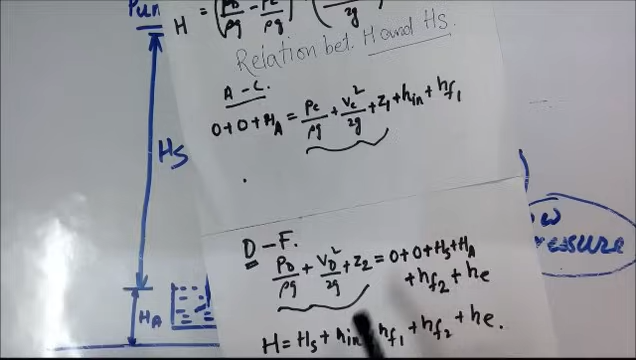 Pum
H = (PD/ρg - Pc/ρg) (
2g
Relation bet. H and Hs.
A-C.
0+0+HA = Pc/ρg + Vc²/2g + Z1 + hin + hf1
Hs
D-F.
PD/ρg + VD²/2g + Z2 = 0+0+Hs+HA
+hf2 + he
H = Hs + hin + hf1 + hf2 + he.
HA
ow
ressure